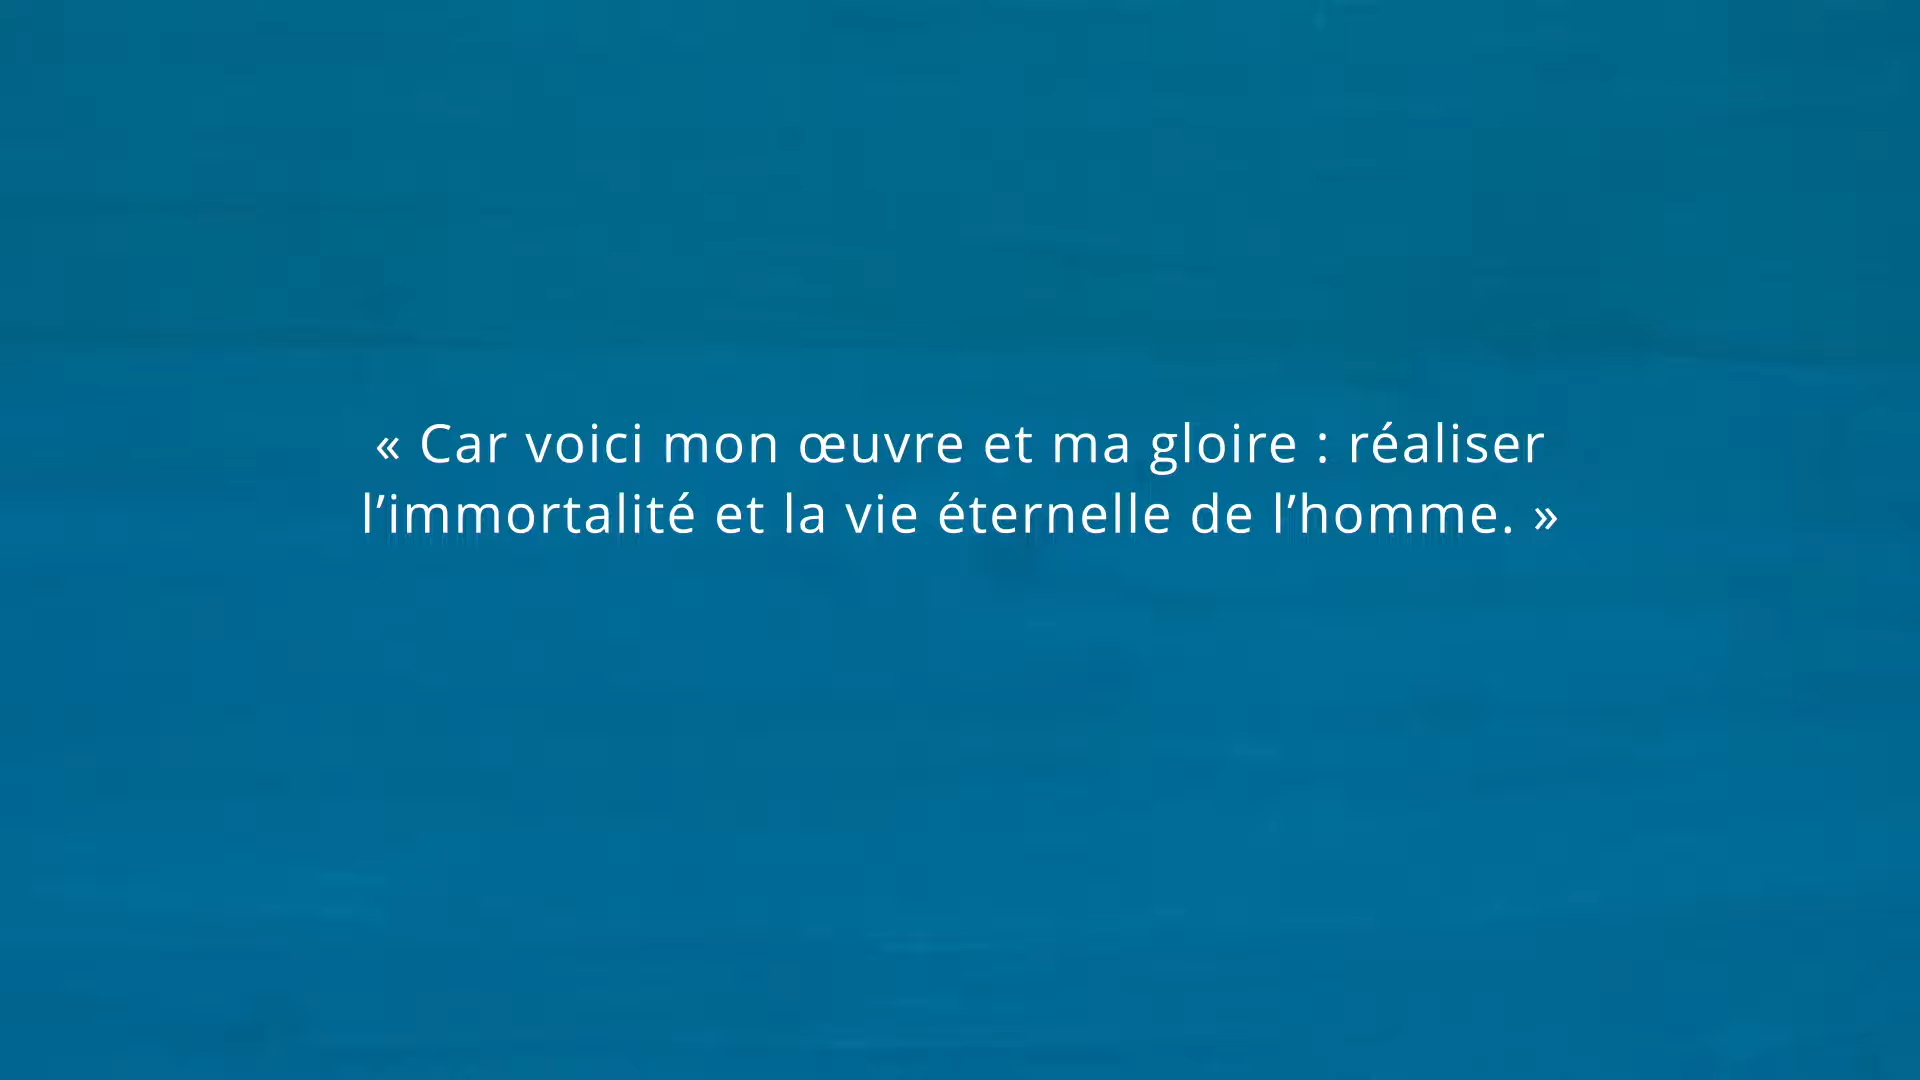 « Car voici mon œuvre et ma gloire : réaliser
l’immortalité et la vie éternelle de l’homme. »